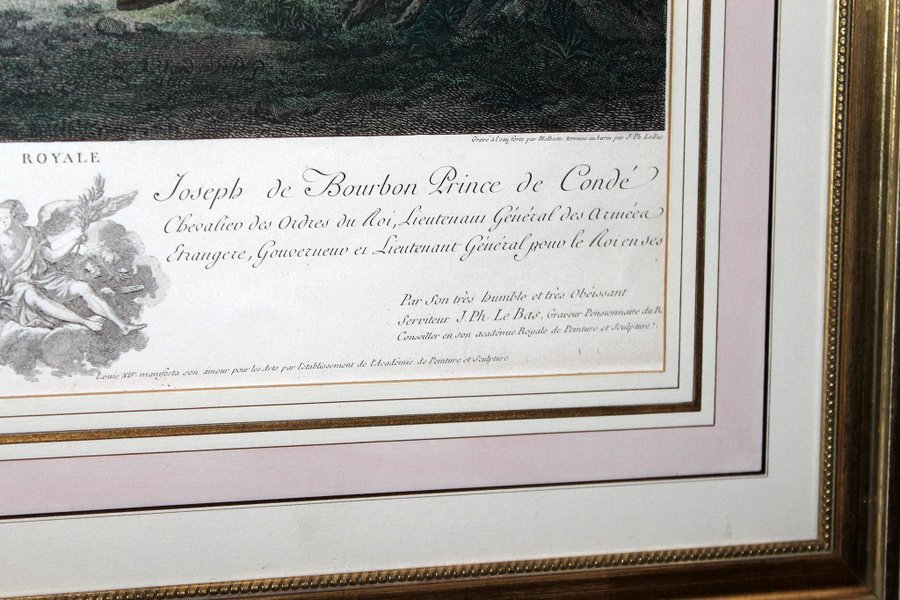 Gravé à l'eau forte par Malbeste, terminé au burin par J. Ph. Le Bas
ROYALE
Joseph de Bourbon Prince de Condé
Chevalier des Ordres du Roi, Lieutenant Général des Armées
Etrangere, Gouverneur et Lieutenant Général pour le Roi en ses
Par Son très humble et très Obéissant
Serviteur J. Ph. Le Bas, Graveur Pensionnaire du R.
Conseiller en son académie Royale de Peinture et Sculpture.
Louis XIV manifesta son amour pour les Arts par l'établissement de l'Académie de Peinture et Sculpture